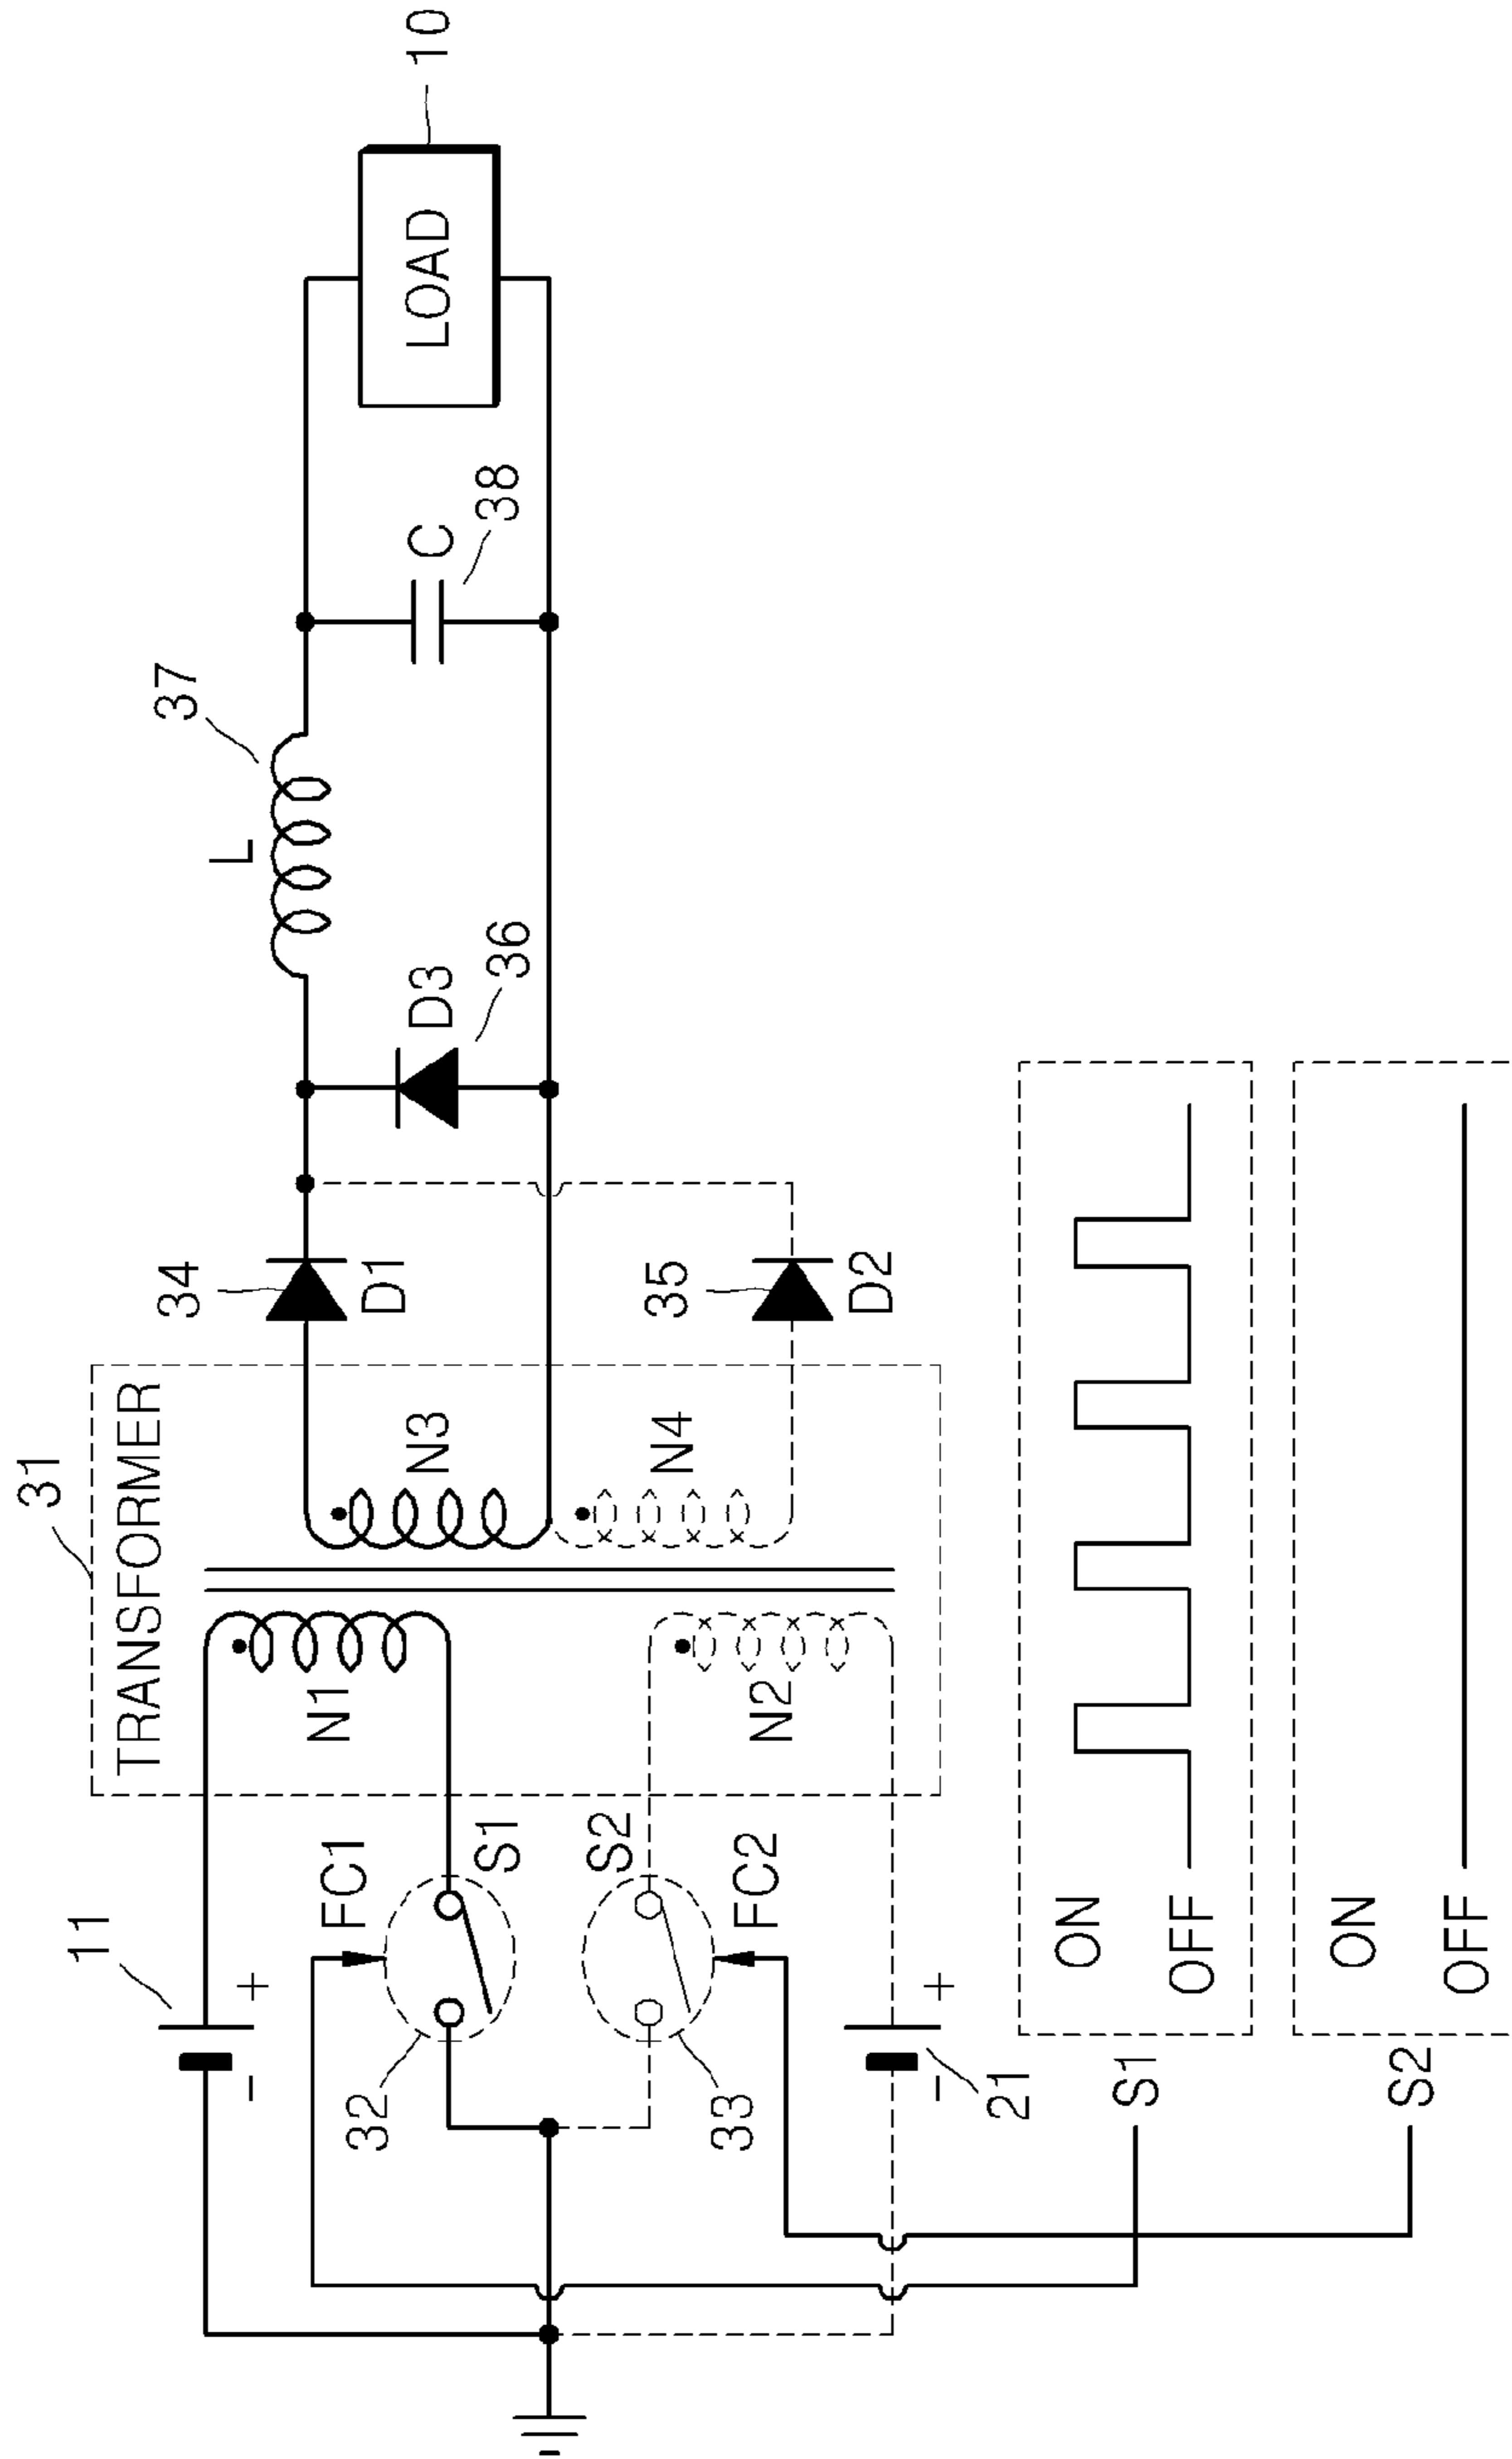 31
TRANSFORMER
11
+
-
N1
N3
34
D1
L
37
D3
36
C
38
LOAD
10
FC1
S1
32
S2
33
FC2
N2
N4
35
D2
+
-
21
S1
ON
OFF
S2
ON
OFF